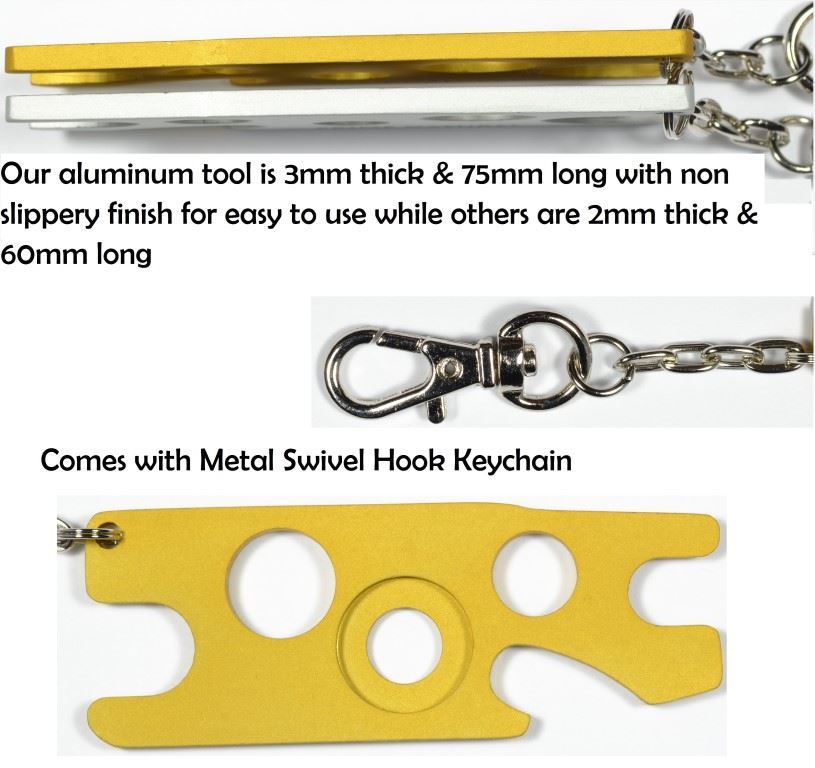 Our aluminum tool is 3mm thick & 75mm long with non
slippery finish for easy to use while others are 2mm thick &
60mm long
Comes with Metal Swivel Hook Keychain